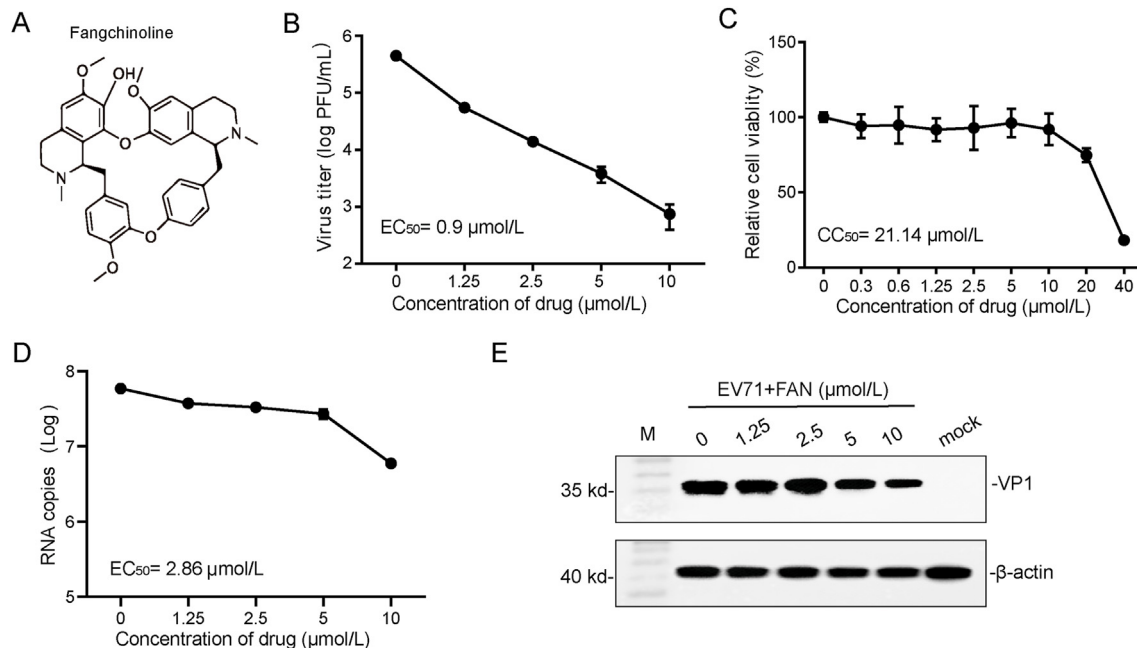 A
Fangchinoline
O
OH
O
O
N
N
O
O
B
Virus titer (log PFU/mL)
6
5
4
3
2
EC50= 0.9 µmol/L
0 1.25 2.5 5 10
Concentration of drug (µmol/L)
C
Relative cell viablity (%)
150
100
50
0
CC50= 21.14 µmol/L
0 0.3 0.6 1.25 2.5 5 10 20 40
Concentration of drug (µmol/L)
D
RNA copies (Log)
8
7
6
5
EC50= 2.86 µmol/L
0 1.25 2.5 5 10
Concentration of drug (µmol/L)
E
EV71+FAN (µmol/L)
M 0 1.25 2.5 5 10 mock
35 kd- -VP1
40 kd- -β-actin